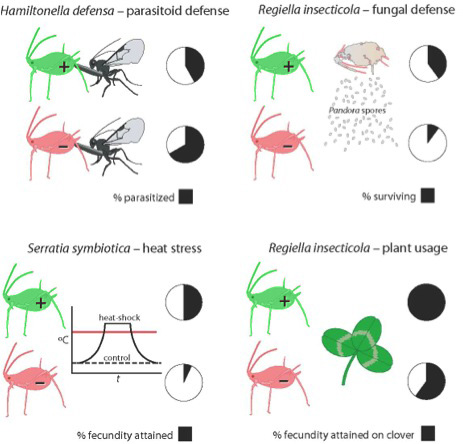 Hamiltonella defensa – parasitoid defense
+
–
% parasitized
Regiella insecticola – fungal defense
+
Pandora spores
–
% surviving
Serratia symbiotica – heat stress
+
heat-shock
ºC
control
–
t
% fecundity attained
Regiella insecticola – plant usage
+
–
% fecundity attained on clover